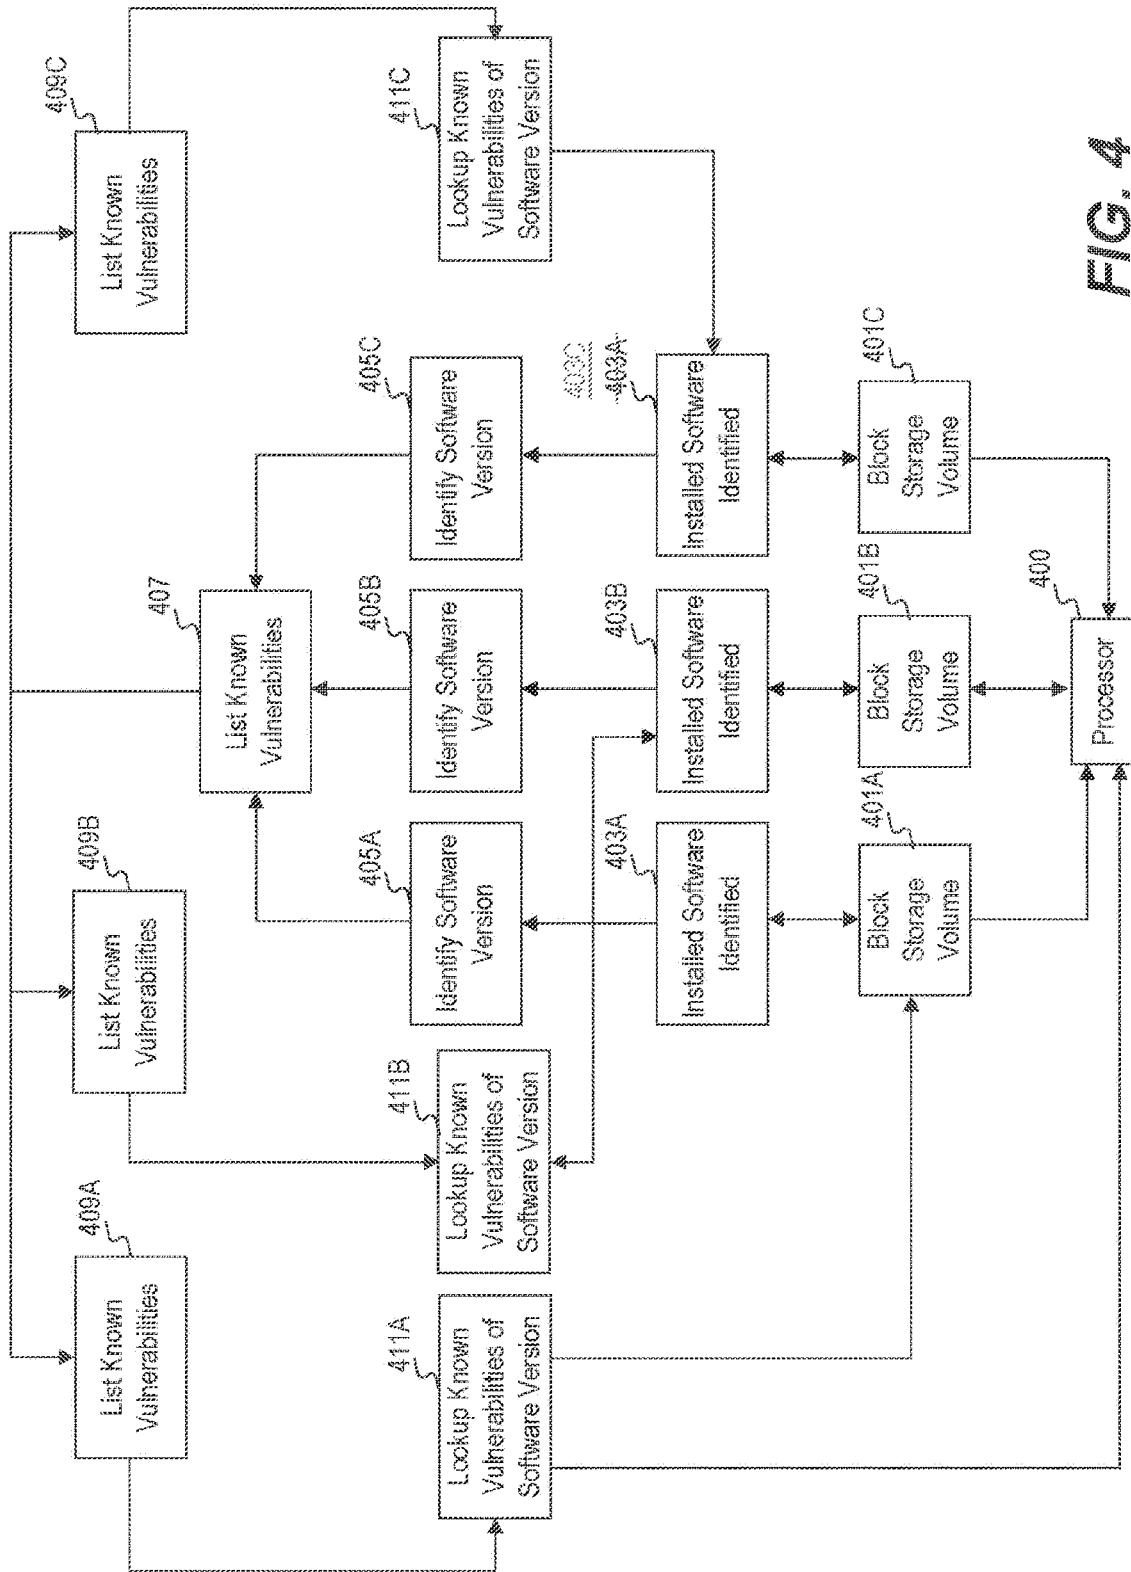 409A
List Known
Vulnerabilities
409B
List Known
Vulnerabilities
407
List Known
Vulnerabilities
409C
List Known
Vulnerabilities
411A
Lookup Known
Vulnerabilities of
Software Version
411B
Lookup Known
Vulnerabilities of
Software Version
405A
Identify Software
Version
405B
Identify Software
Version
405C
Identify Software
Version
411C
Lookup Known
Vulnerabilities of
Software Version
403A
Installed Software
Identified
403B
Installed Software
Identified
403C
403A
Installed Software
Identified
401A
Block
Storage
Volume
401B
Block
Storage
Volume
401C
Block
Storage
Volume
400
Processor
FIG. 4